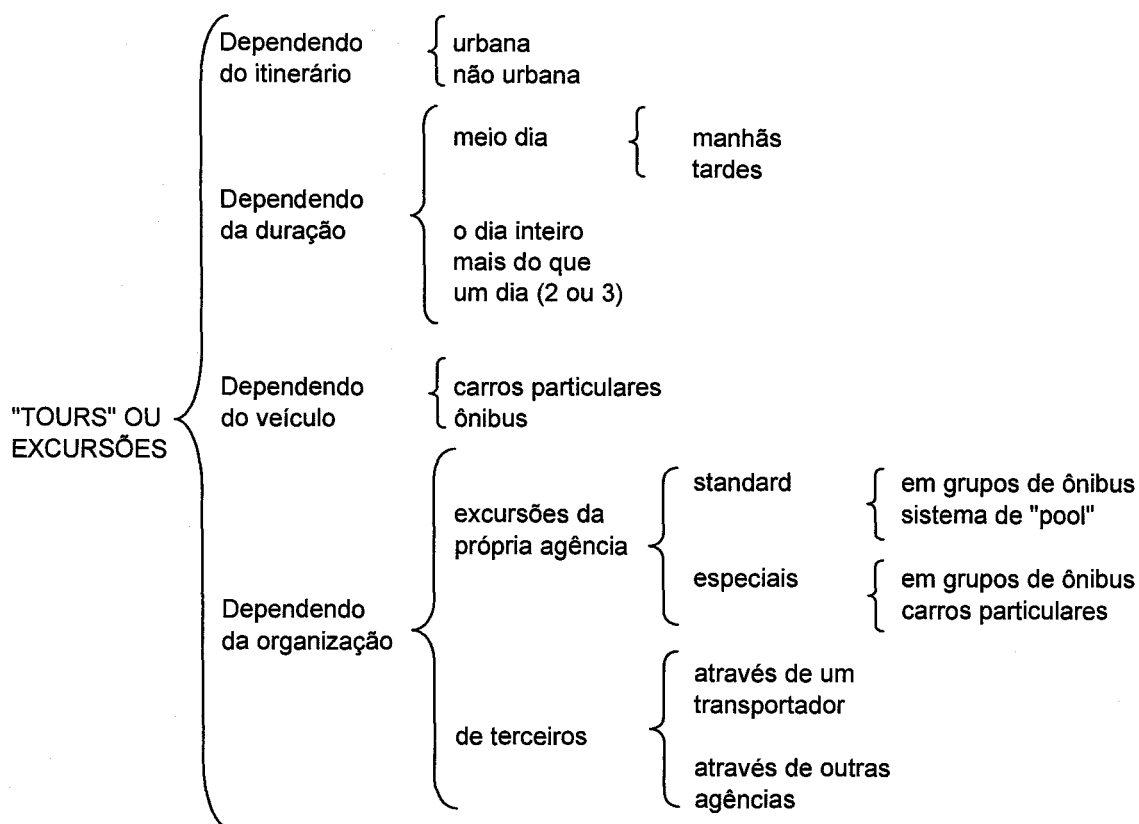 "TOURS" OU
EXCURSÕES
Dependendo
do itinerário
urbana
não urbana
Dependendo
da duração
meio dia
manhãs
tardes
o dia inteiro
mais do que
um dia (2 ou 3)
Dependendo
do veículo
carros particulares
ônibus
Dependendo
da organização
excursões da
própria agência
standard
em grupos de ônibus
sistema de "pool"
especiais
em grupos de ônibus
carros particulares
de terceiros
através de um
transportador
através de outras
agências